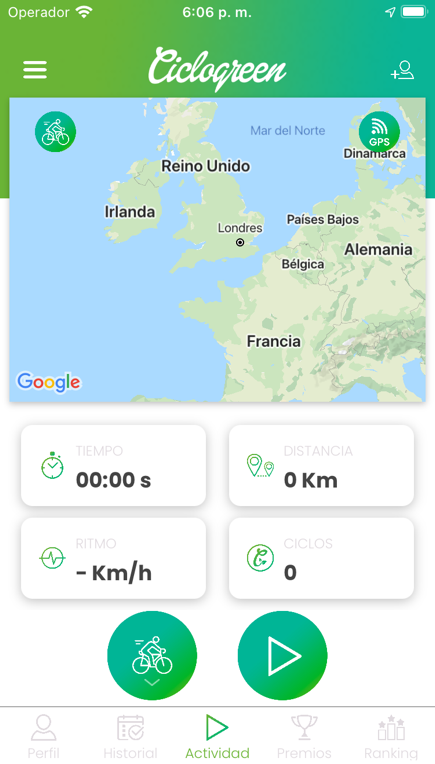 Operador 6:06 p. m.
Ciclogreen
Mar del Norte
GPS
Dinamarca
Reino Unido
Irlanda
Londres
Países Bajos
Alemania
Bélgica
Francia
Google
TIEMPO
00:00 s
DISTANCIA
0 Km
RITMO
- Km/h
CICLOS
0
Perfil Historial Actividad Premios Ranking